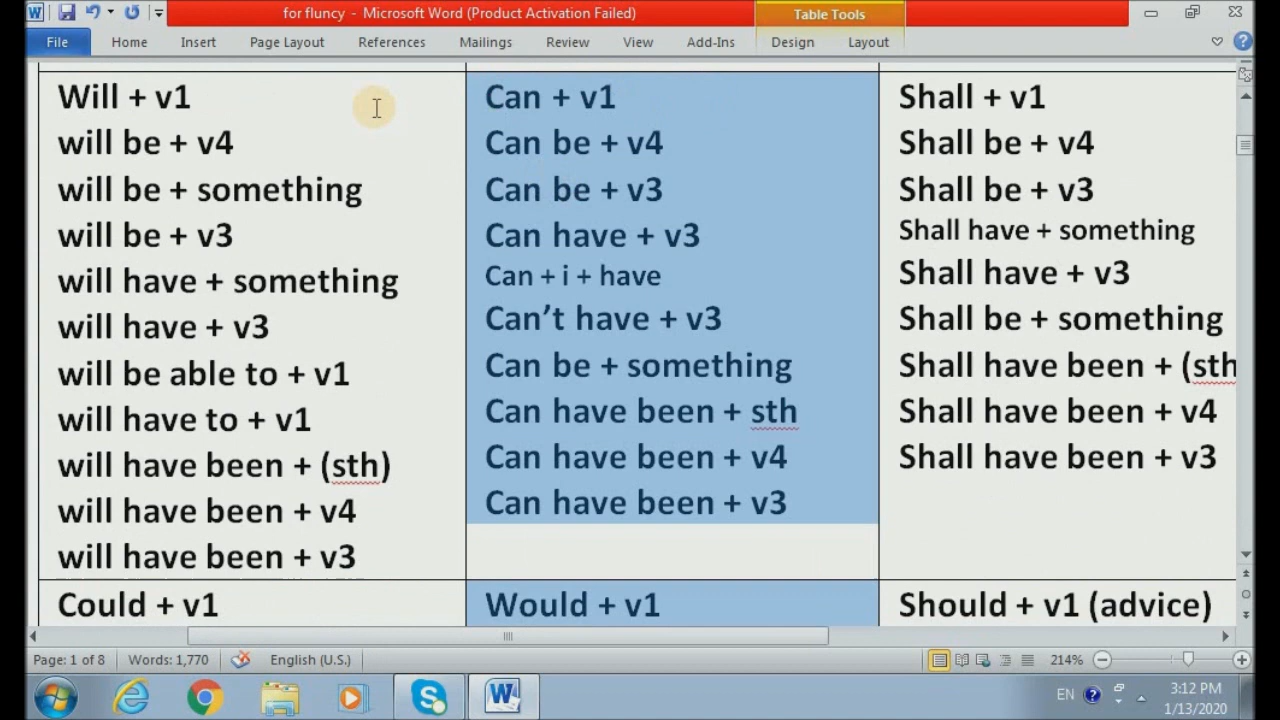 for fluncy - Microsoft Word (Product Activation Failed)
Table Tools
File
Home
Insert
Page Layout
References
Mailings
Review
View
Add-Ins
Design
Layout
Will + v1
will be + v4
will be + something
will be + v3
will have + something
will have + v3
will be able to + v1
will have to + v1
will have been + (sth)
will have been + v4
will have been + v3
Can + v1
Can be + v4
Can be + v3
Can have + v3
Can + i + have
Can’t have + v3
Can be + something
Can have been + sth
Can have been + v4
Can have been + v3
Shall + v1
Shall be + v4
Shall be + v3
Shall have + something
Shall have + v3
Shall be + something
Shall have been + (sth
Shall have been + v4
Shall have been + v3
Could + v1
Would + v1
Should + v1 (advice)
Page: 1 of 8
Words: 1,770
English (U.S.)
214%
EN
3:12 PM
1/13/2020